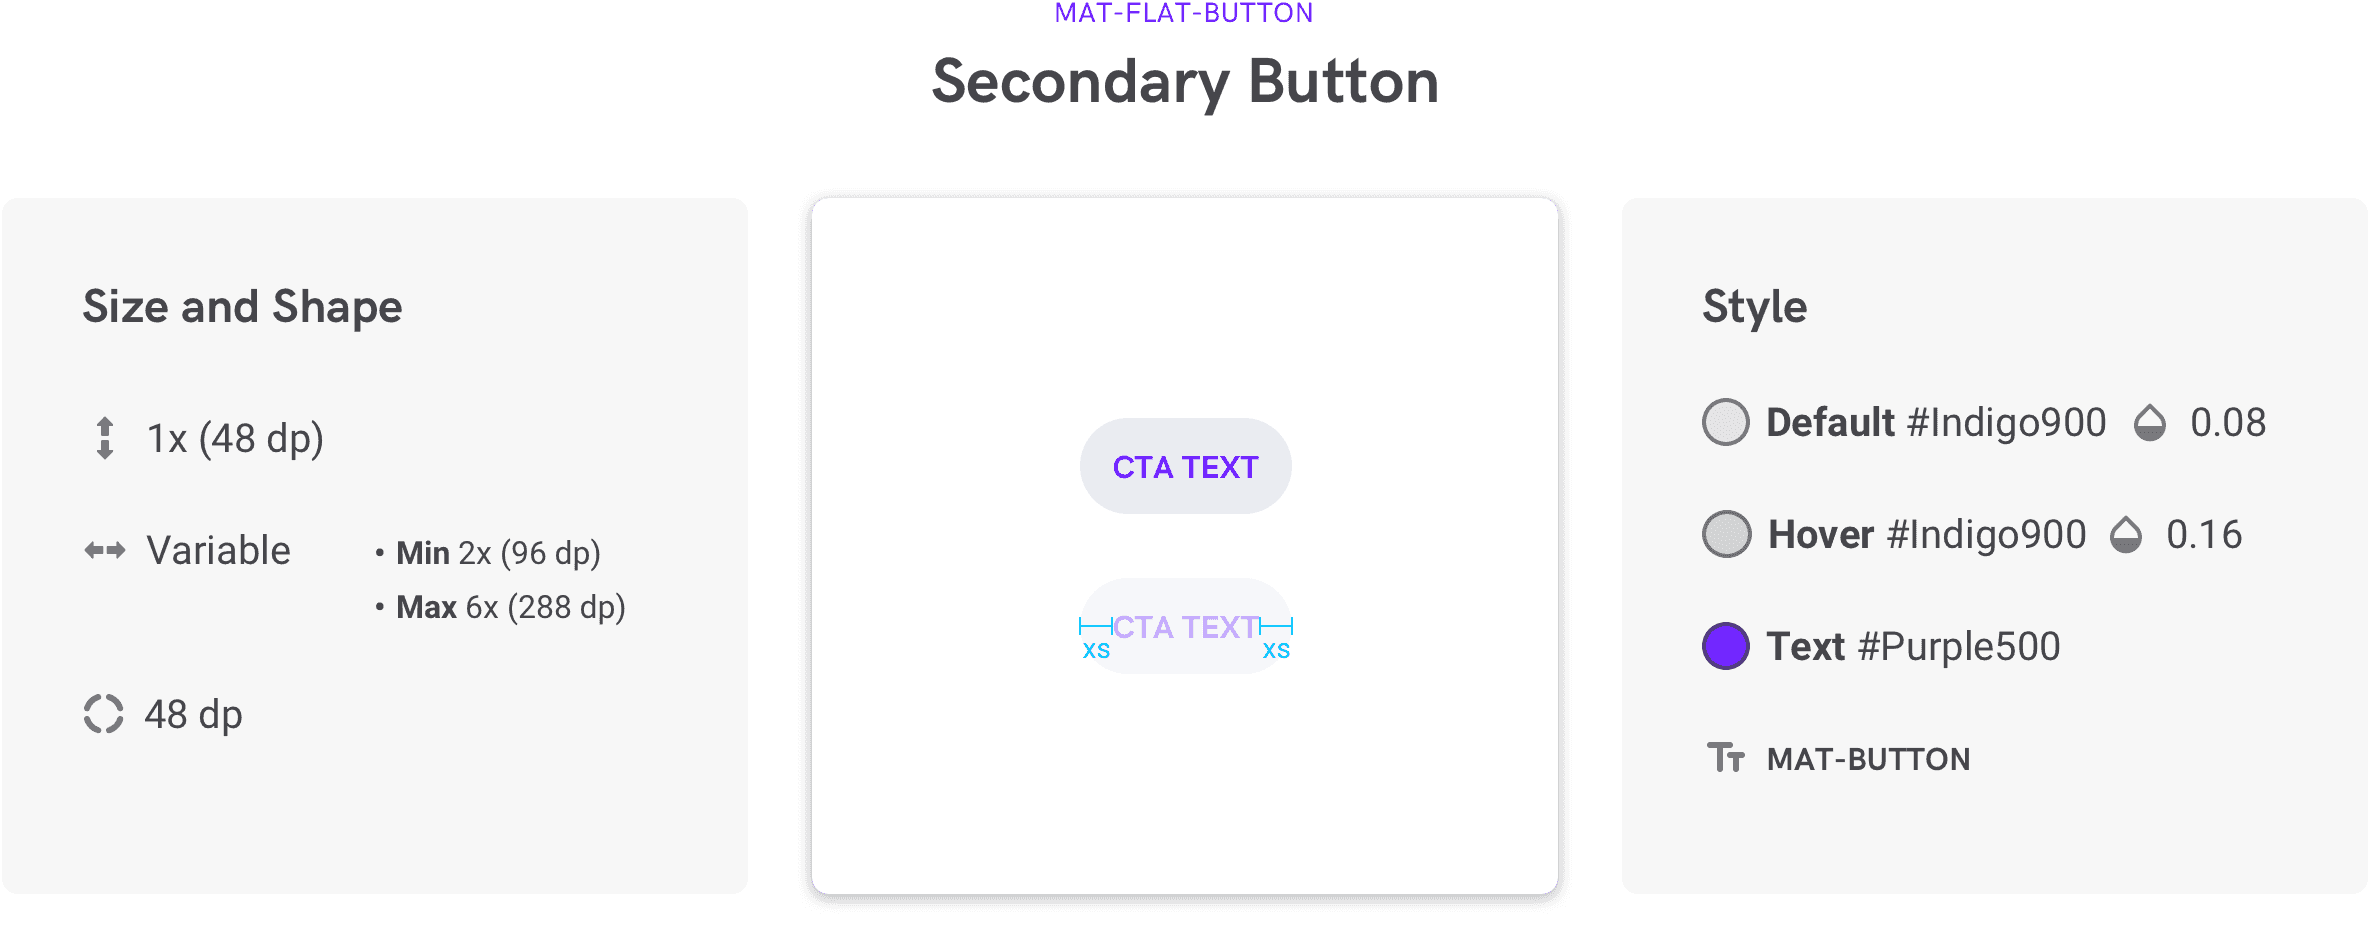 MAT-FLAT-BUTTON
Secondary Button
Size and Shape
1x (48 dp)
Variable
• Min 2x (96 dp)
• Max 6x (288 dp)
48 dp
CTA TEXT
CTA TEXT
XS XS
Style
Default #Indigo900 0.08
Hover #Indigo900 0.16
Text #Purple500
Tt MAT-BUTTON